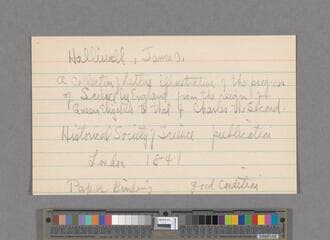 Halliwell, James O.
A collection of letters illustrative of the progress
of Science in England from the reign of
Queen Elizabeth to that of Charles the Second.
Historical Society of Science publication
London 1841
Paper Binding good condition